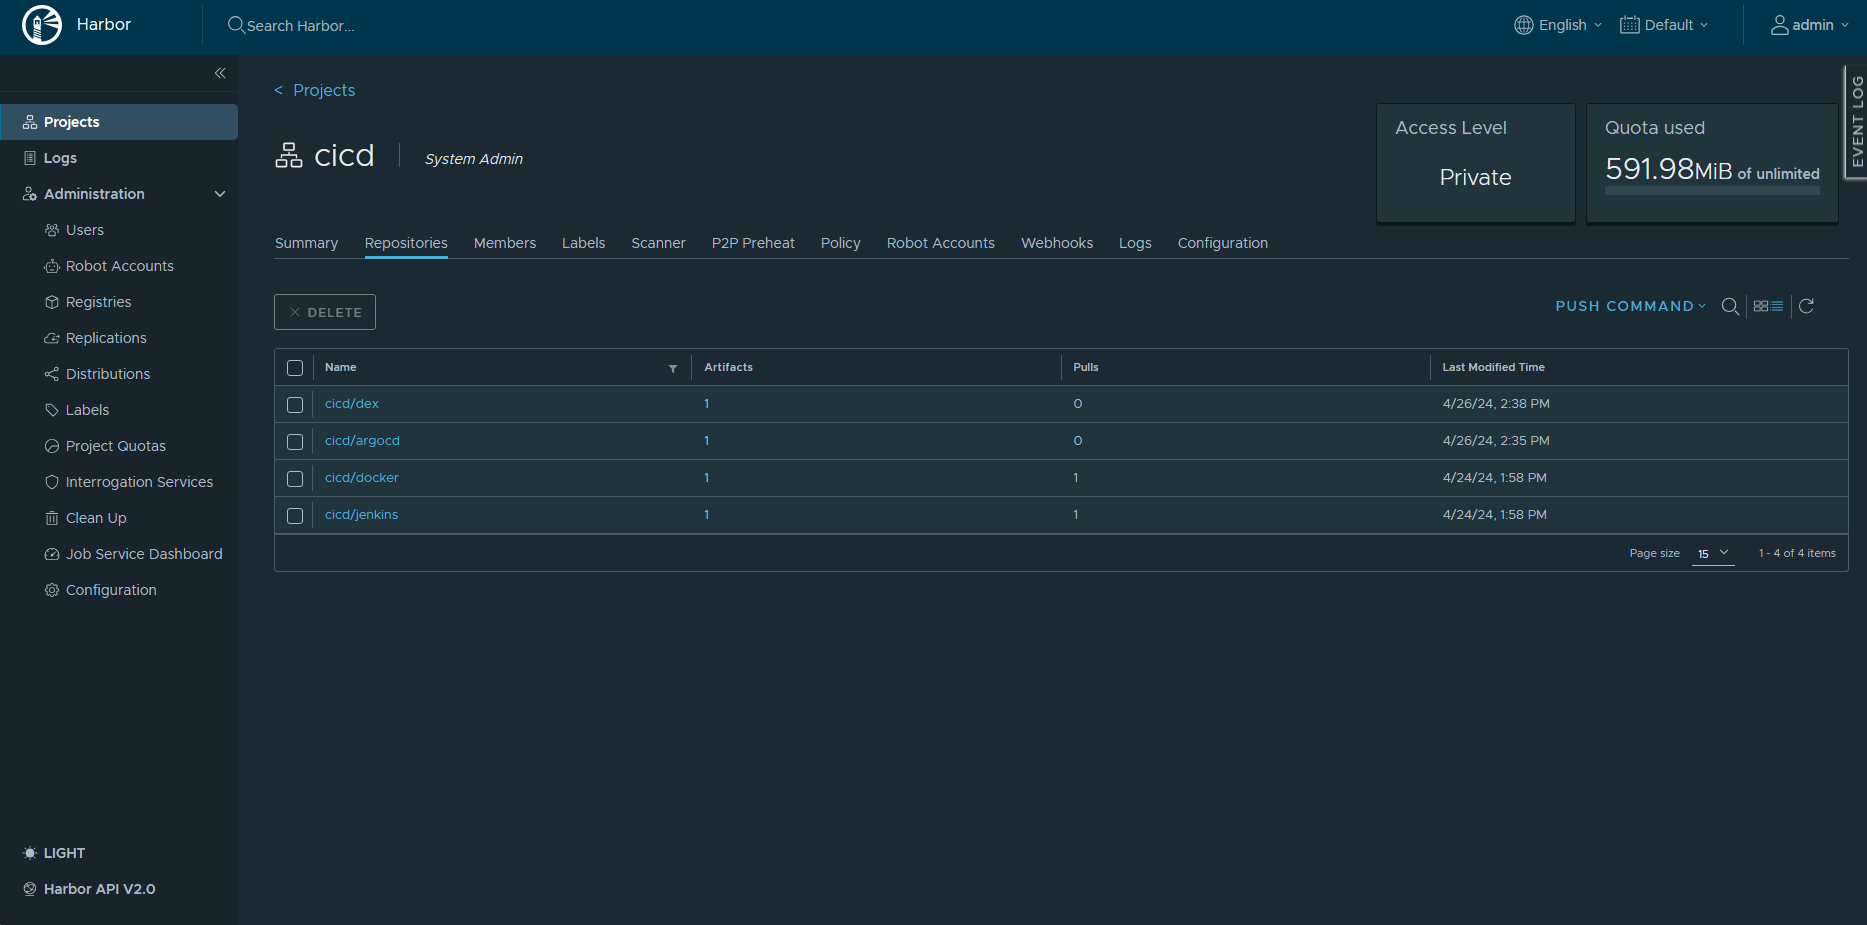 Harbor
Search Harbor...
English
Default
admin
EVENT LOG
Projects
Logs
Administration
Users
Robot Accounts
Registries
Replications
Distributions
Labels
Project Quotas
Interrogation Services
Clean Up
Job Service Dashboard
Configuration
LIGHT
Harbor API V2.0
< Projects
cicd System Admin
Access Level
Private
Quota used
591.98MiB of unlimited
Summary Repositories Members Labels Scanner P2P Preheat Policy Robot Accounts Webhooks Logs Configuration
DELETE
PUSH COMMAND
Name Artifacts Pulls Last Modified Time
cicd/dex 1 0 4/26/24, 2:38 PM
cicd/argocd 1 0 4/26/24, 2:35 PM
cicd/docker 1 1 4/24/24, 1:58 PM
cicd/jenkins 1 1 4/24/24, 1:58 PM
Page size 15 1 - 4 of 4 items